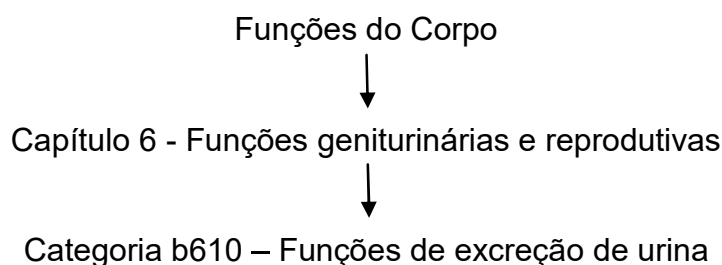 Funções do Corpo
Capítulo 6 - Funções geniturinárias e reprodutivas
Categoria b610 – Funções de excreção de urina